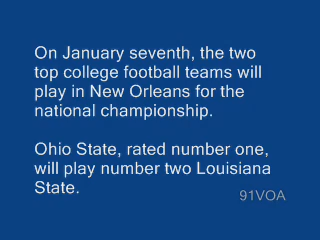 On January seventh, the two
top college football teams will
play in New Orleans for the
national championship.
Ohio State, rated number one,
will play number two Louisiana
State.
91VOA